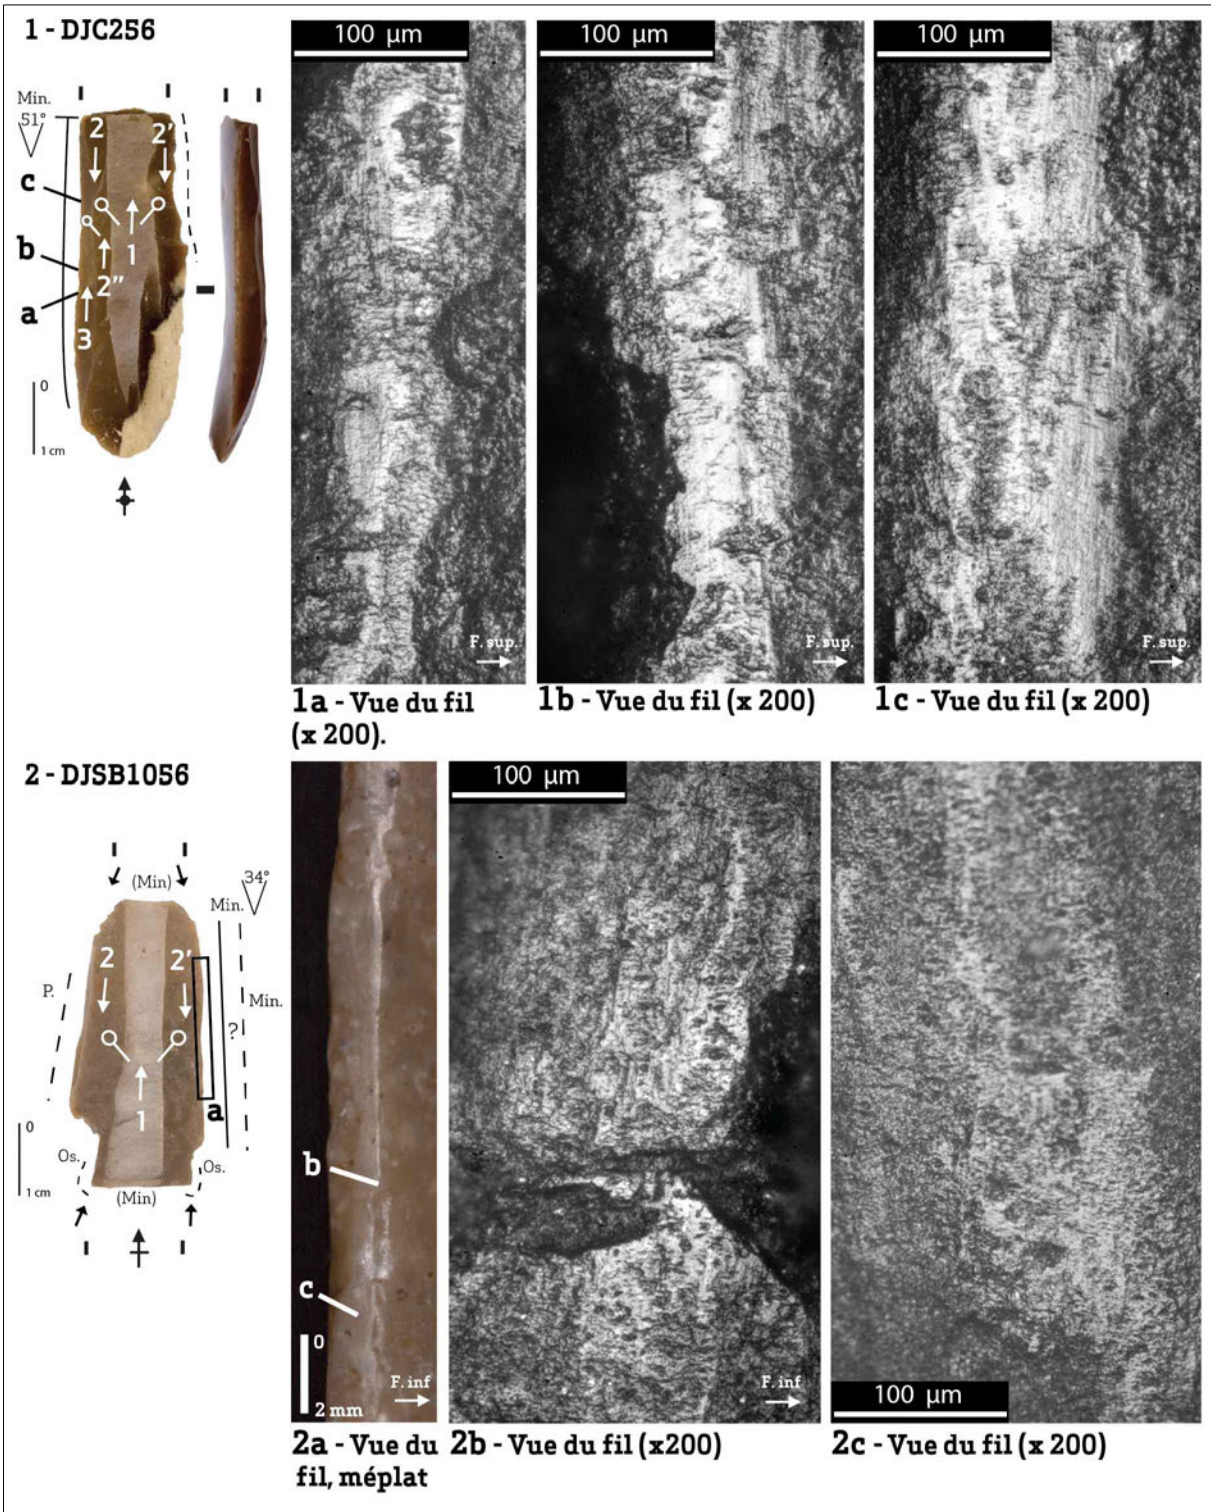 1 - DJC256
Min.
51°
2
2'
c
1
b
2"
a
3
0
1 cm
100 µm
F. sup.
100 µm
F. sup.
100 µm
F. sup.
1a - Vue du fil
(x 200).
1b - Vue du fil (x 200)
1c - Vue du fil (x 200)
2 - DJSB1056
(Min)
34°
Min.
2
2'
P.
?
Min.
a
1
0
1 cm
Os.
Os.
(Min)
b
c
0
2 mm
F. inf
100 µm
F. inf
100 µm
2a - Vue du
fil, méplat
2b - Vue du fil (x200)
2c - Vue du fil (x 200)